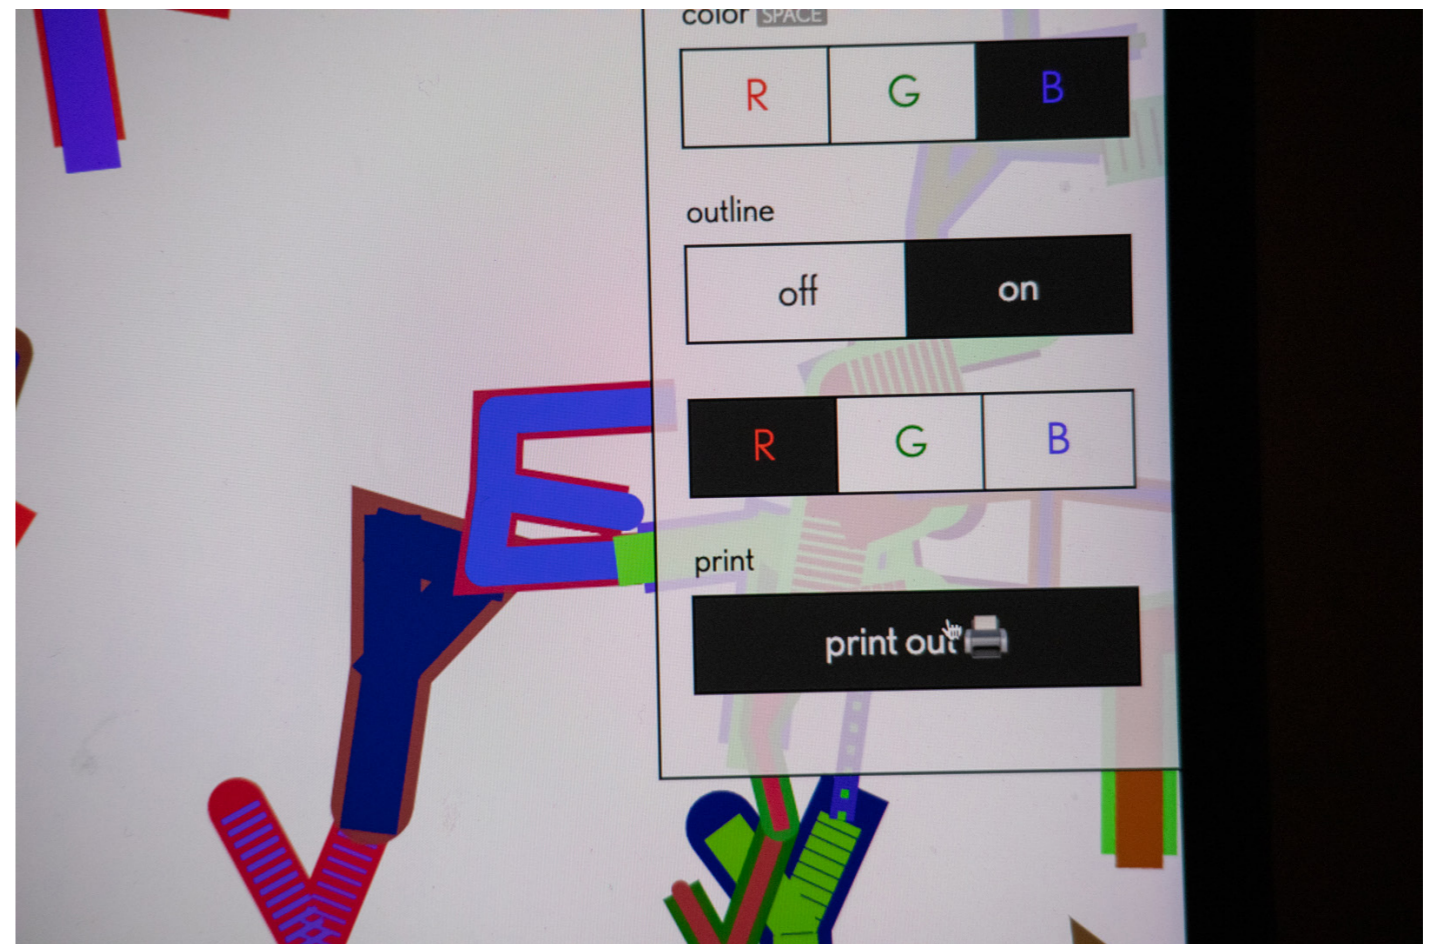 color SPACE
R G B
outline
off on
R G B
print
print out
E
Y
Y